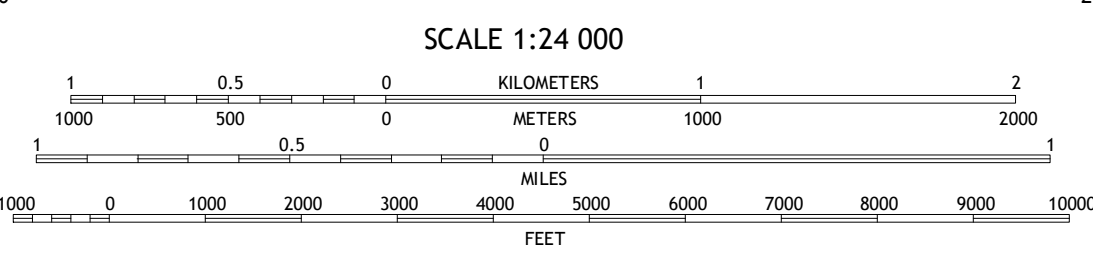 SCALE 1:24 000
1 0.5 0 KILOMETERS 1 2
1000 500 0 METERS 1000 2000
1 0.5 0 1
MILES
1000 0 1000 2000 3000 4000 5000 6000 7000 8000 9000 10000
FEET